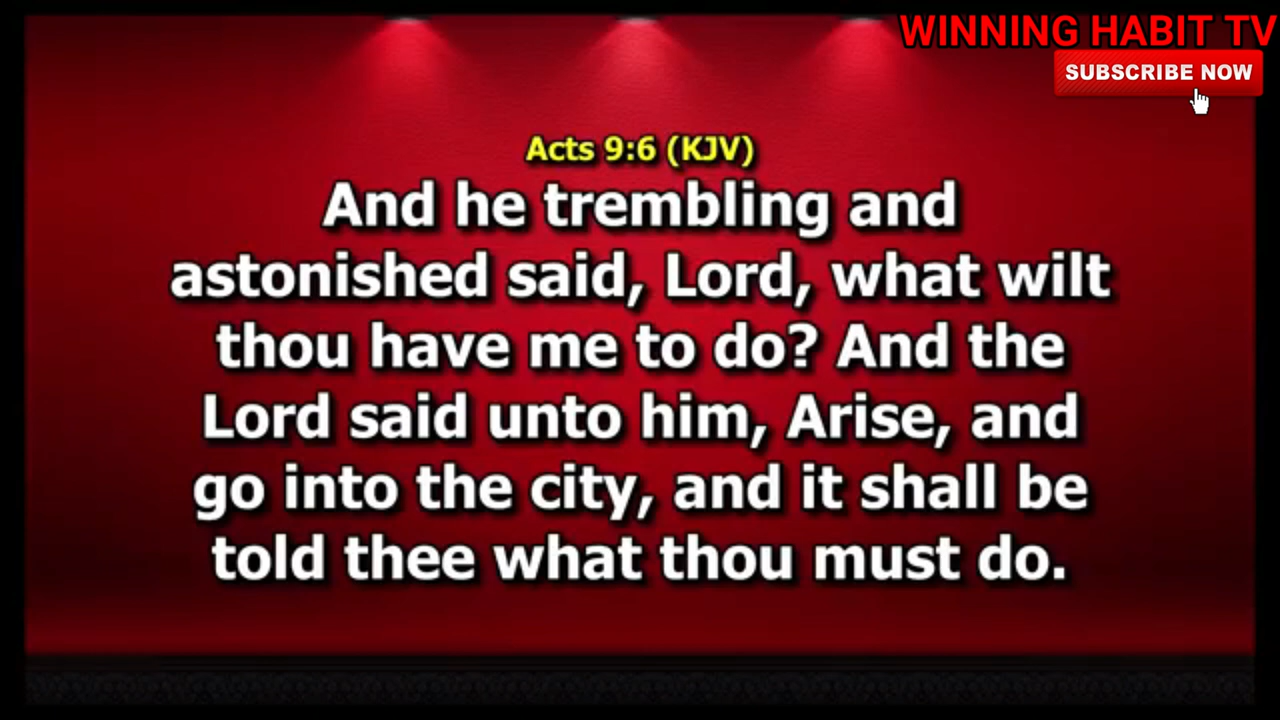 WINNING HABIT TV
SUBSCRIBE NOW
Acts 9:6 (KJV)
And he trembling and
astonished said, Lord, what wilt
thou have me to do? And the
Lord said unto him, Arise, and
go into the city, and it shall be
told thee what thou must do.